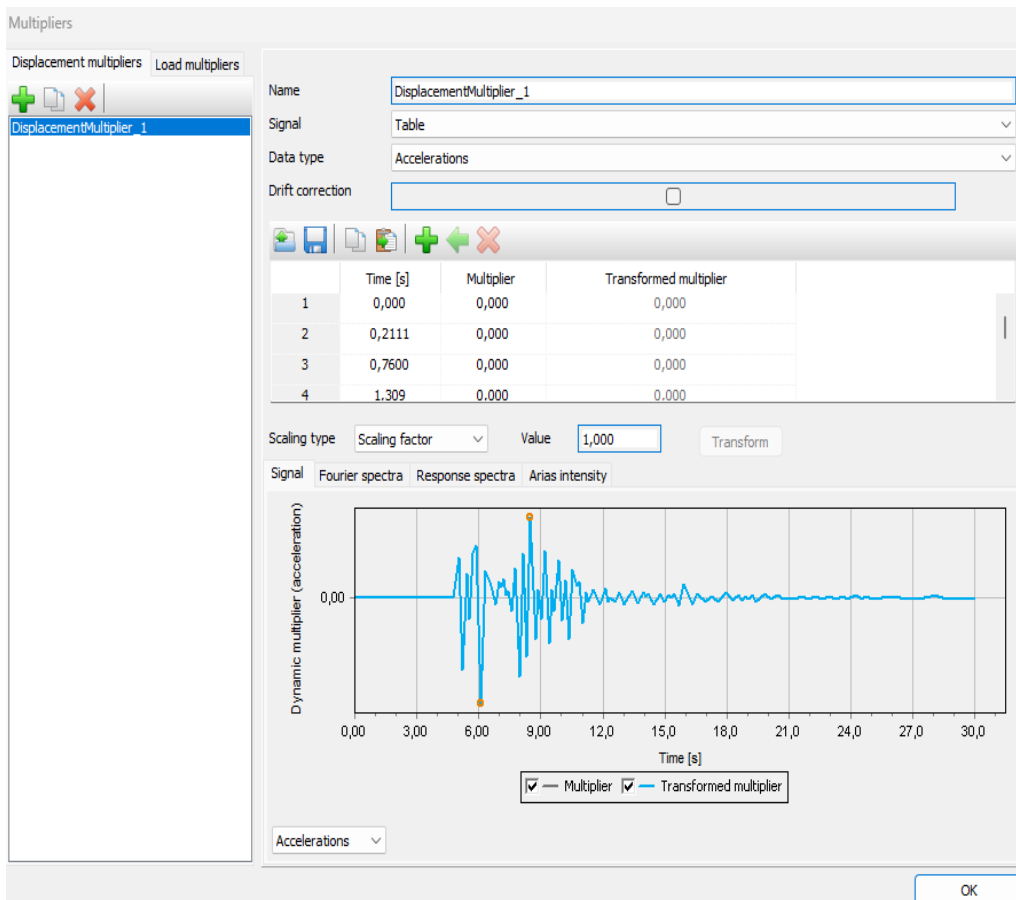 Multipliers
Displacement multipliers Load multipliers
DisplacementMultiplier_1
Name DisplacementMultiplier_1
Signal Table
Data type Accelerations
Drift correction
Time [s] Multiplier Transformed multiplier
1 0,000 0,000 0,000
2 0,2111 0,000 0,000
3 0,7600 0,000 0,000
4 1.309 0.000 0.000
Scaling type Scaling factor Value 1,000 Transform
Signal Fourier spectra Response spectra Arias intensity
Dynamic multiplier (acceleration)
0,00
0,00 3,00 6,00 9,00 12,0 15,0 18,0 21,0 24,0 27,0 30,0
Time [s]
Multiplier Transformed multiplier
Accelerations
OK